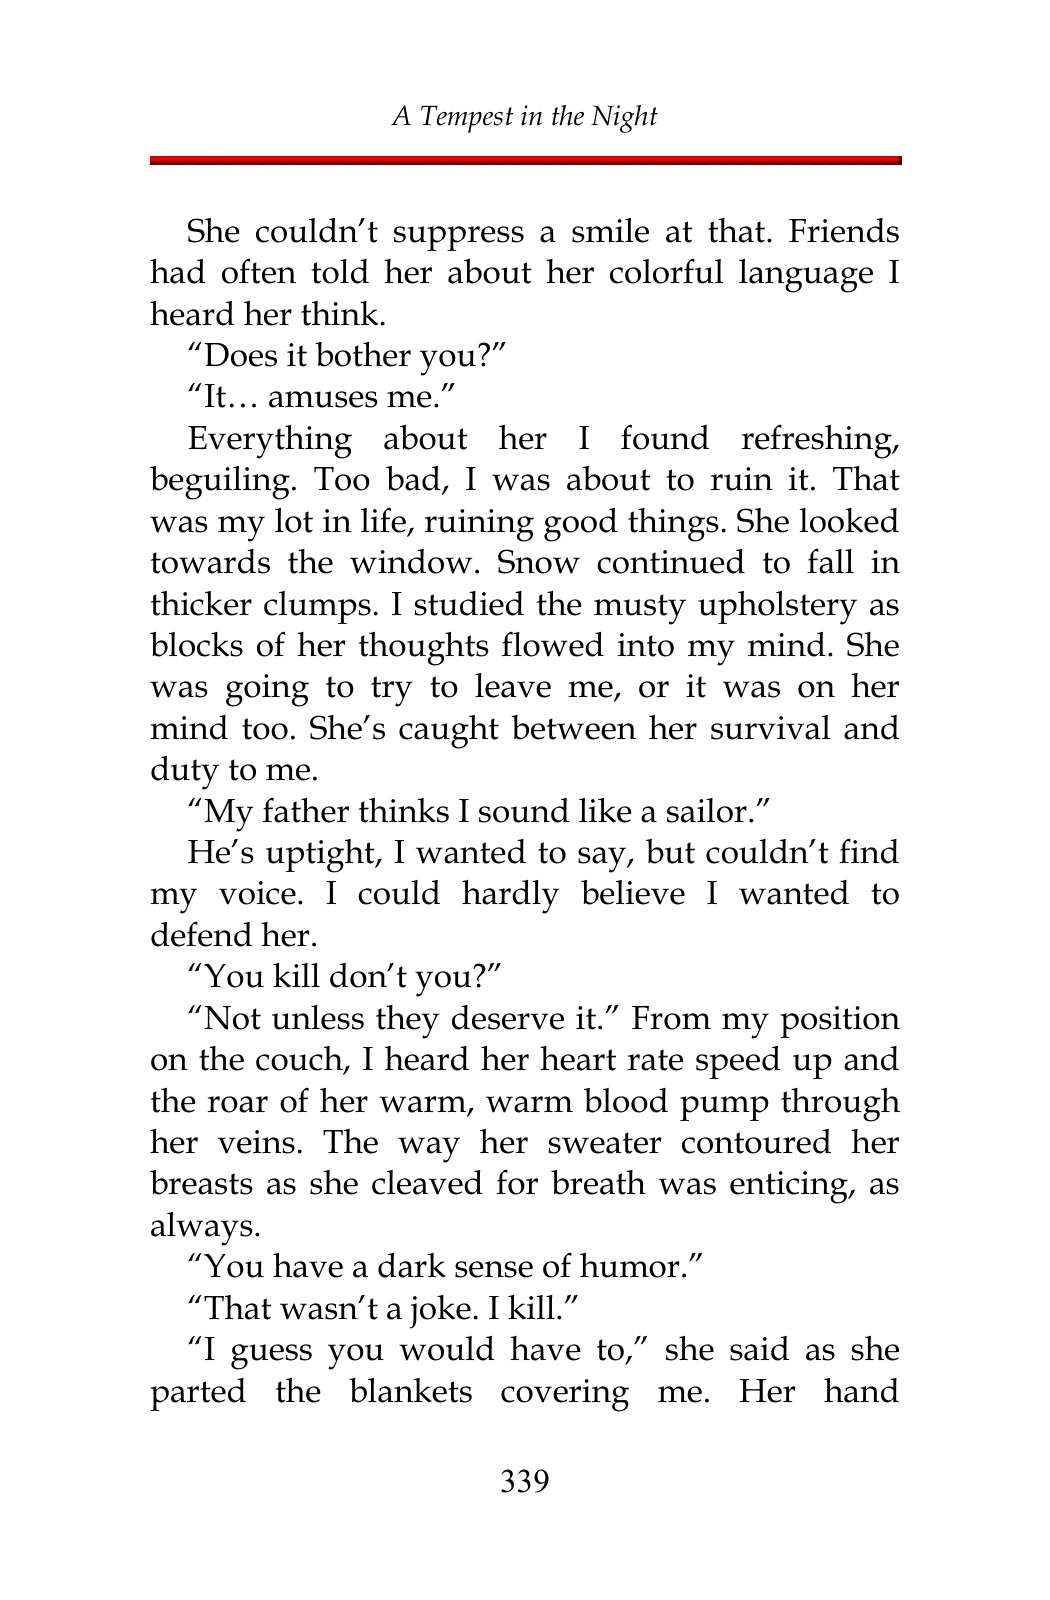 A Tempest in the Night
She couldn’t suppress a smile at that. Friends
had often told her about her colorful language I
heard her think.
“Does it bother you?”
“It… amuses me.”
Everything about her I found refreshing,
beguiling. Too bad, I was about to ruin it. That
was my lot in life, ruining good things. She looked
towards the window. Snow continued to fall in
thicker clumps. I studied the musty upholstery as
blocks of her thoughts flowed into my mind. She
was going to try to leave me, or it was on her
mind too. She’s caught between her survival and
duty to me.
“My father thinks I sound like a sailor.”
He’s uptight, I wanted to say, but couldn’t find
my voice. I could hardly believe I wanted to
defend her.
“You kill don’t you?”
“Not unless they deserve it.” From my position
on the couch, I heard her heart rate speed up and
the roar of her warm, warm blood pump through
her veins. The way her sweater contoured her
breasts as she cleaved for breath was enticing, as
always.
“You have a dark sense of humor.”
“That wasn’t a joke. I kill.”
“I guess you would have to,” she said as she
parted the blankets covering me. Her hand
339